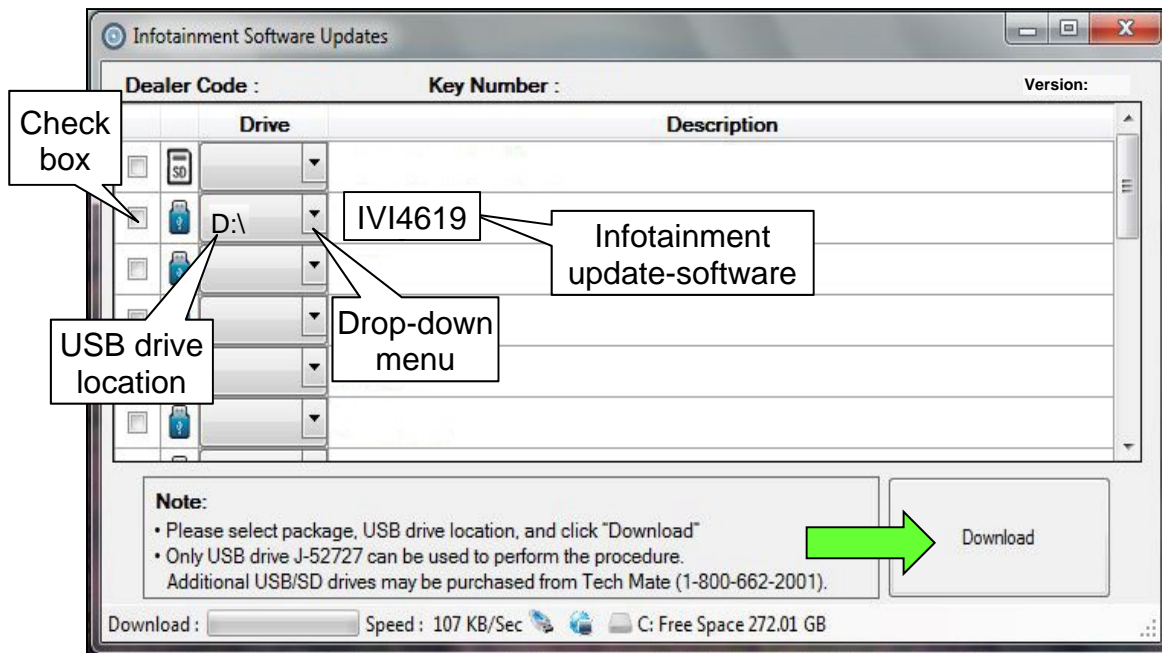 Infotainment Software Updates
Dealer Code :
Key Number :
Version:
Check
box
Drive
Description
SD
D:\
IVI4619
Infotainment
update-software
USB drive
location
Drop-down
menu
Note:
• Please select package, USB drive location, and click "Download"
• Only USB drive J-52727 can be used to perform the procedure.
Additional USB/SD drives may be purchased from Tech Mate (1-800-662-2001).
Download
Download :
Speed : 107 KB/Sec
C: Free Space 272.01 GB